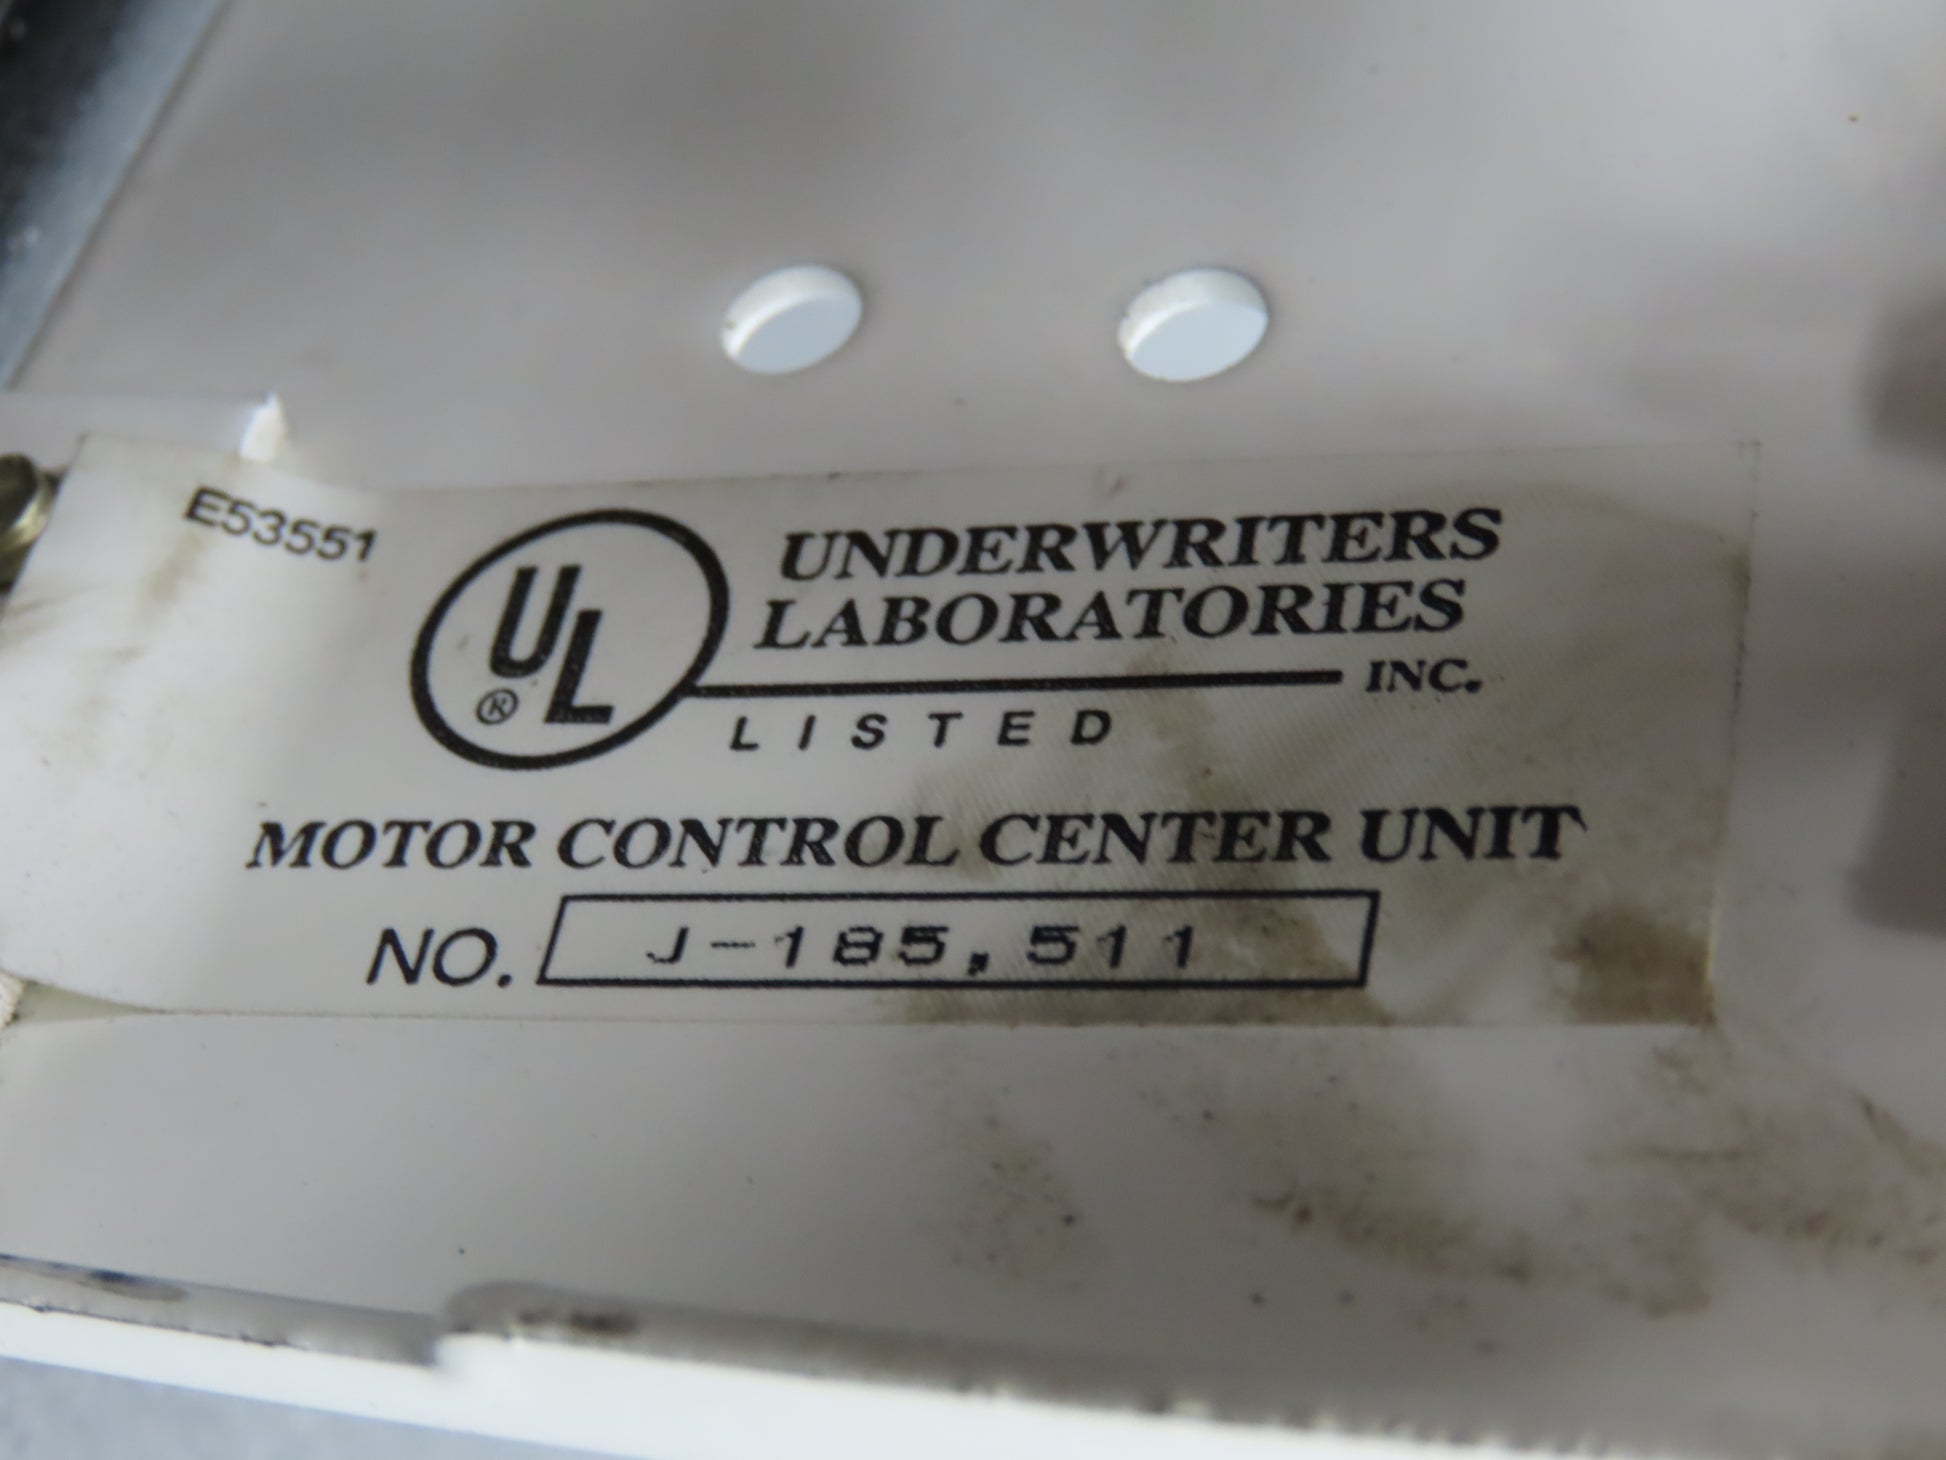 E53551
UL
®
UNDERWRITERS
LABORATORIES
INC.
LISTED
MOTOR CONTROL CENTER UNIT
NO. J-185,511